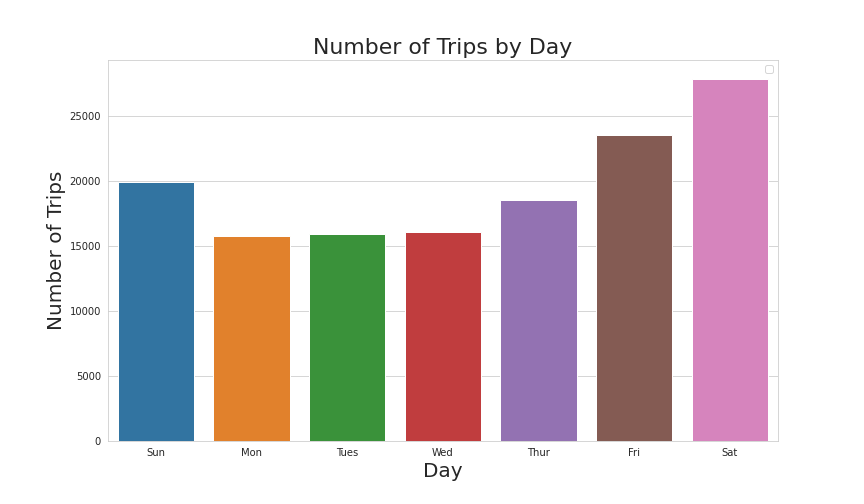 Number of Trips by Day
Number of Trips
25000
20000
15000
10000
5000
0
Sun Mon Tues Wed Thur Fri Sat
Day